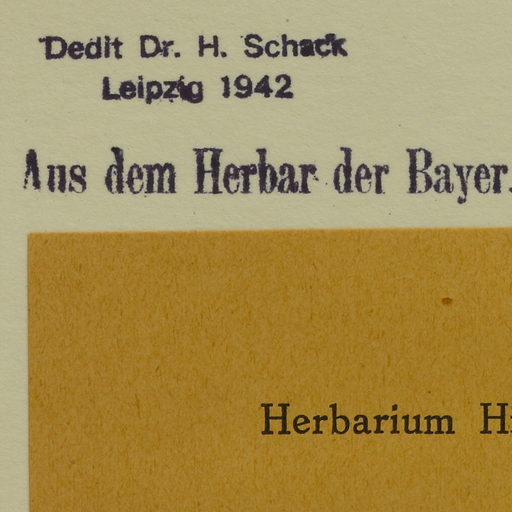 Dedit Dr. H. Schack
Leipzig 1942
Aus dem Herbar der Bayer.
Herbarium